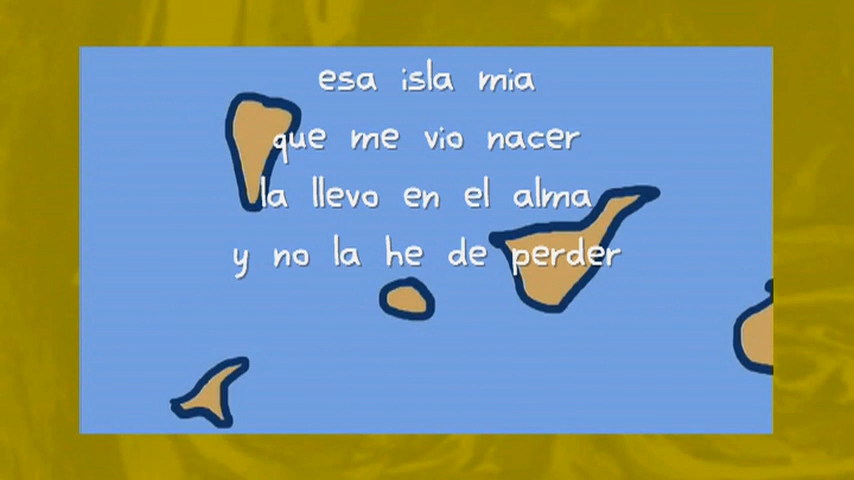 esa isla mia
que me vio nacer
la llevo en el alma
y no la he de perder